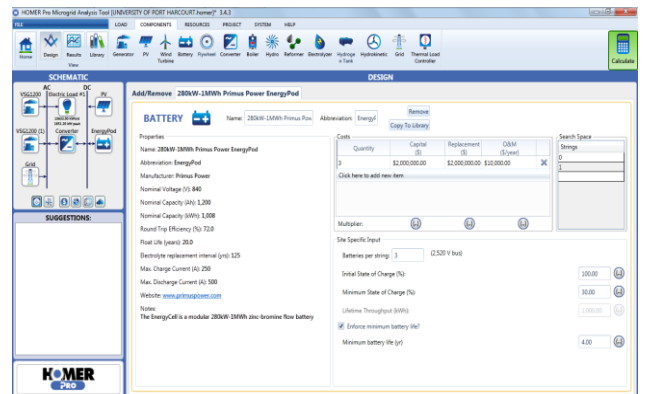 HOMER Pro Microgrid Analysis Tool [UNIVERSITY OF PORT HARCOURT.homer]* 3.4.3
FILE LOAD COMPONENTS RESOURCES PROJECT SYSTEM HELP
Home Design Results Library Generator PV Wind Turbine Battery Flywheel Converter Boiler Hydro Reformer Electrolyzer Hydrogen Tank Hydrokinetic Grid Thermal Load Controller Calculate
View
SCHEMATIC DESIGN
AC DC
VSG1200 Electric Load #1 PV
VSG1200 (1) Converter EnergyPod
Grid
SUGGESTIONS:
HOMER
PRO
Add/Remove 280kW-1MWh Primus Power EnergyPod
BATTERY Name: 280kW-1MWh Primus Pow Abbreviation: EnergyF
Remove
Copy To Library
Properties
Name: 280kW-1MWh Primus Power EnergyPod
Abbreviation: EnergyPod
Manufacturer: Primus Power
Nominal Voltage (V): 840
Nominal Capacity (Ah): 1,200
Nominal Capacity (kWh): 1,008
Round Trip Efficiency (%): 72.0
Float Life (years): 20.0
Electrolyte replacement interval (yrs): 125
Max. Charge Current (A): 250
Max. Discharge Current (A): 500
Website: www.primuspower.com
Notes:
The EnergyCell is a modular 280kW-1MWh zinc-bromine flow battery
Costs
Quantity Capital ($) Replacement ($) O&M ($/year)
3 $2,000,000.00 $2,000,000.00 $10,000.00
Click here to add new item
Multiplier:
Search Space
Strings
0
1
Site Specific Input
Batteries per string: 3 (2,520 V bus)
Initial State of Charge (%): 100.00
Minimum State of Charge (%): 30.00
Lifetime Throughput (kWh):
Enforce minimum battery life?
Minimum battery life (yr) 4.00